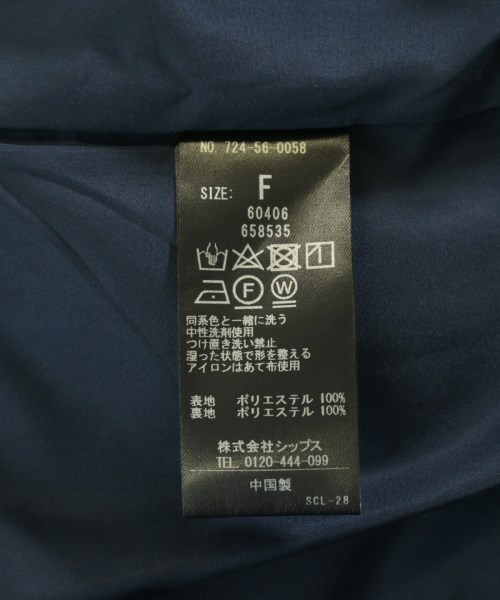 NO. 724-56-0058
SIZE: F
60406
658535
F W
同系色と一緒に洗う
中性洗剤使用
つけ置き洗い禁止
湿った状態で形を整える
アイロンはあて布使用
表地 ポリエステル 100%
裏地 ポリエステル 100%
株式会社シップス
TEL. 0120-444-099
中国製
SCL-28